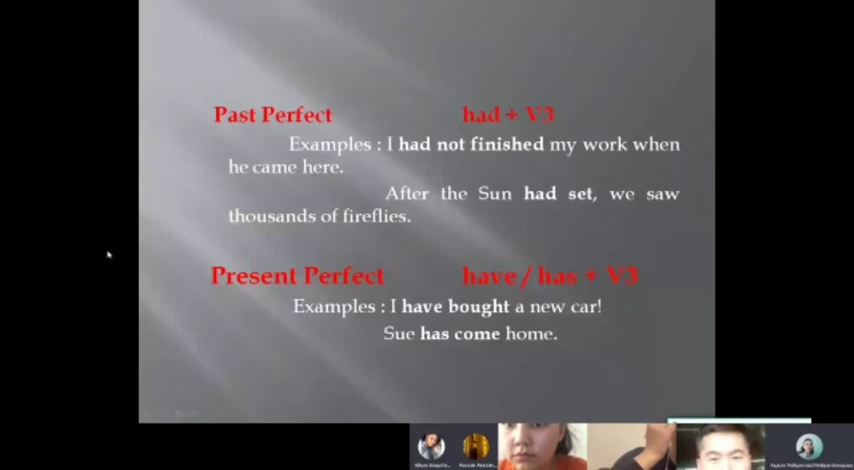 Past Perfect had + V3
Examples : I had not finished my work when
he came here.
After the Sun had set, we saw
thousands of fireflies.
Present Perfect have / has + V3
Examples : I have bought a new car!
Sue has come home.